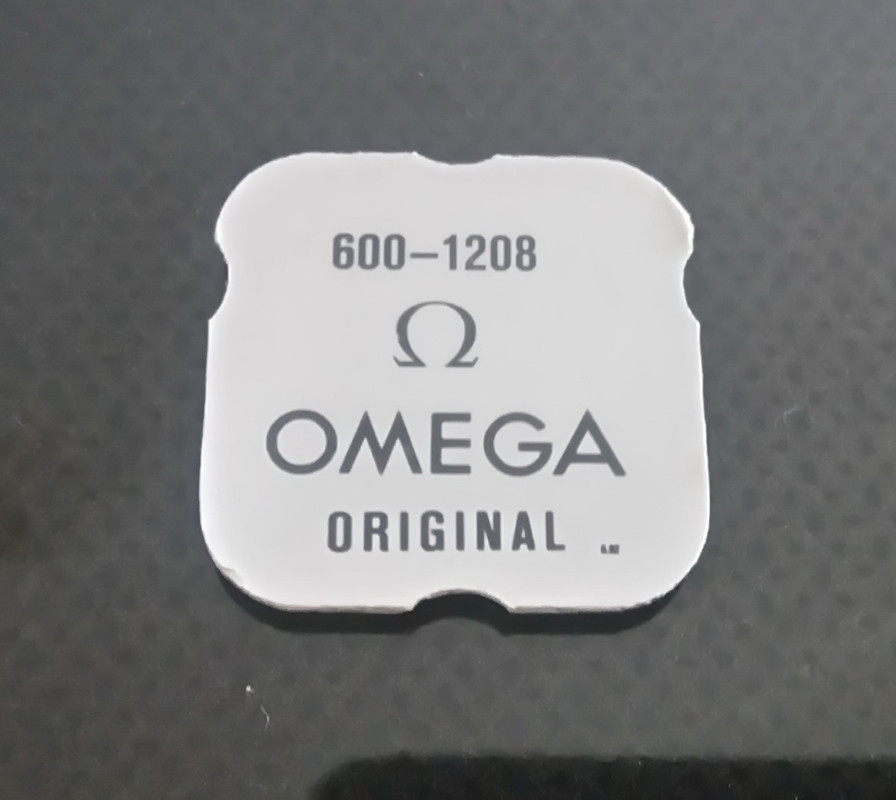 600–1208
Ω
OMEGA
ORIGINAL